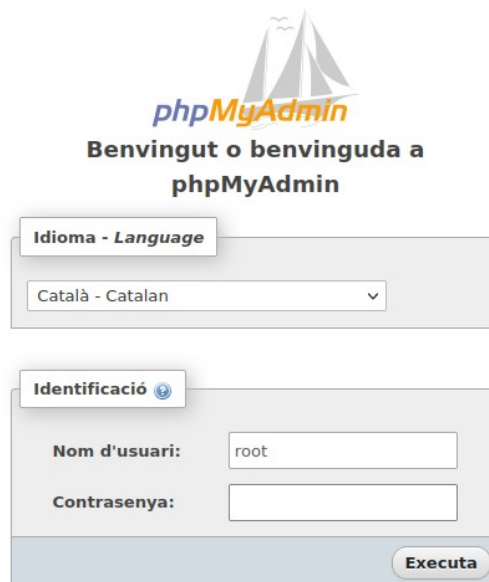 phpMyAdmin
Benvingut o benvinguda a
phpMyAdmin
Idioma - Language
Català - Catalan
Identificació
Nom d'usuari: root
Contrasenya:
Executa